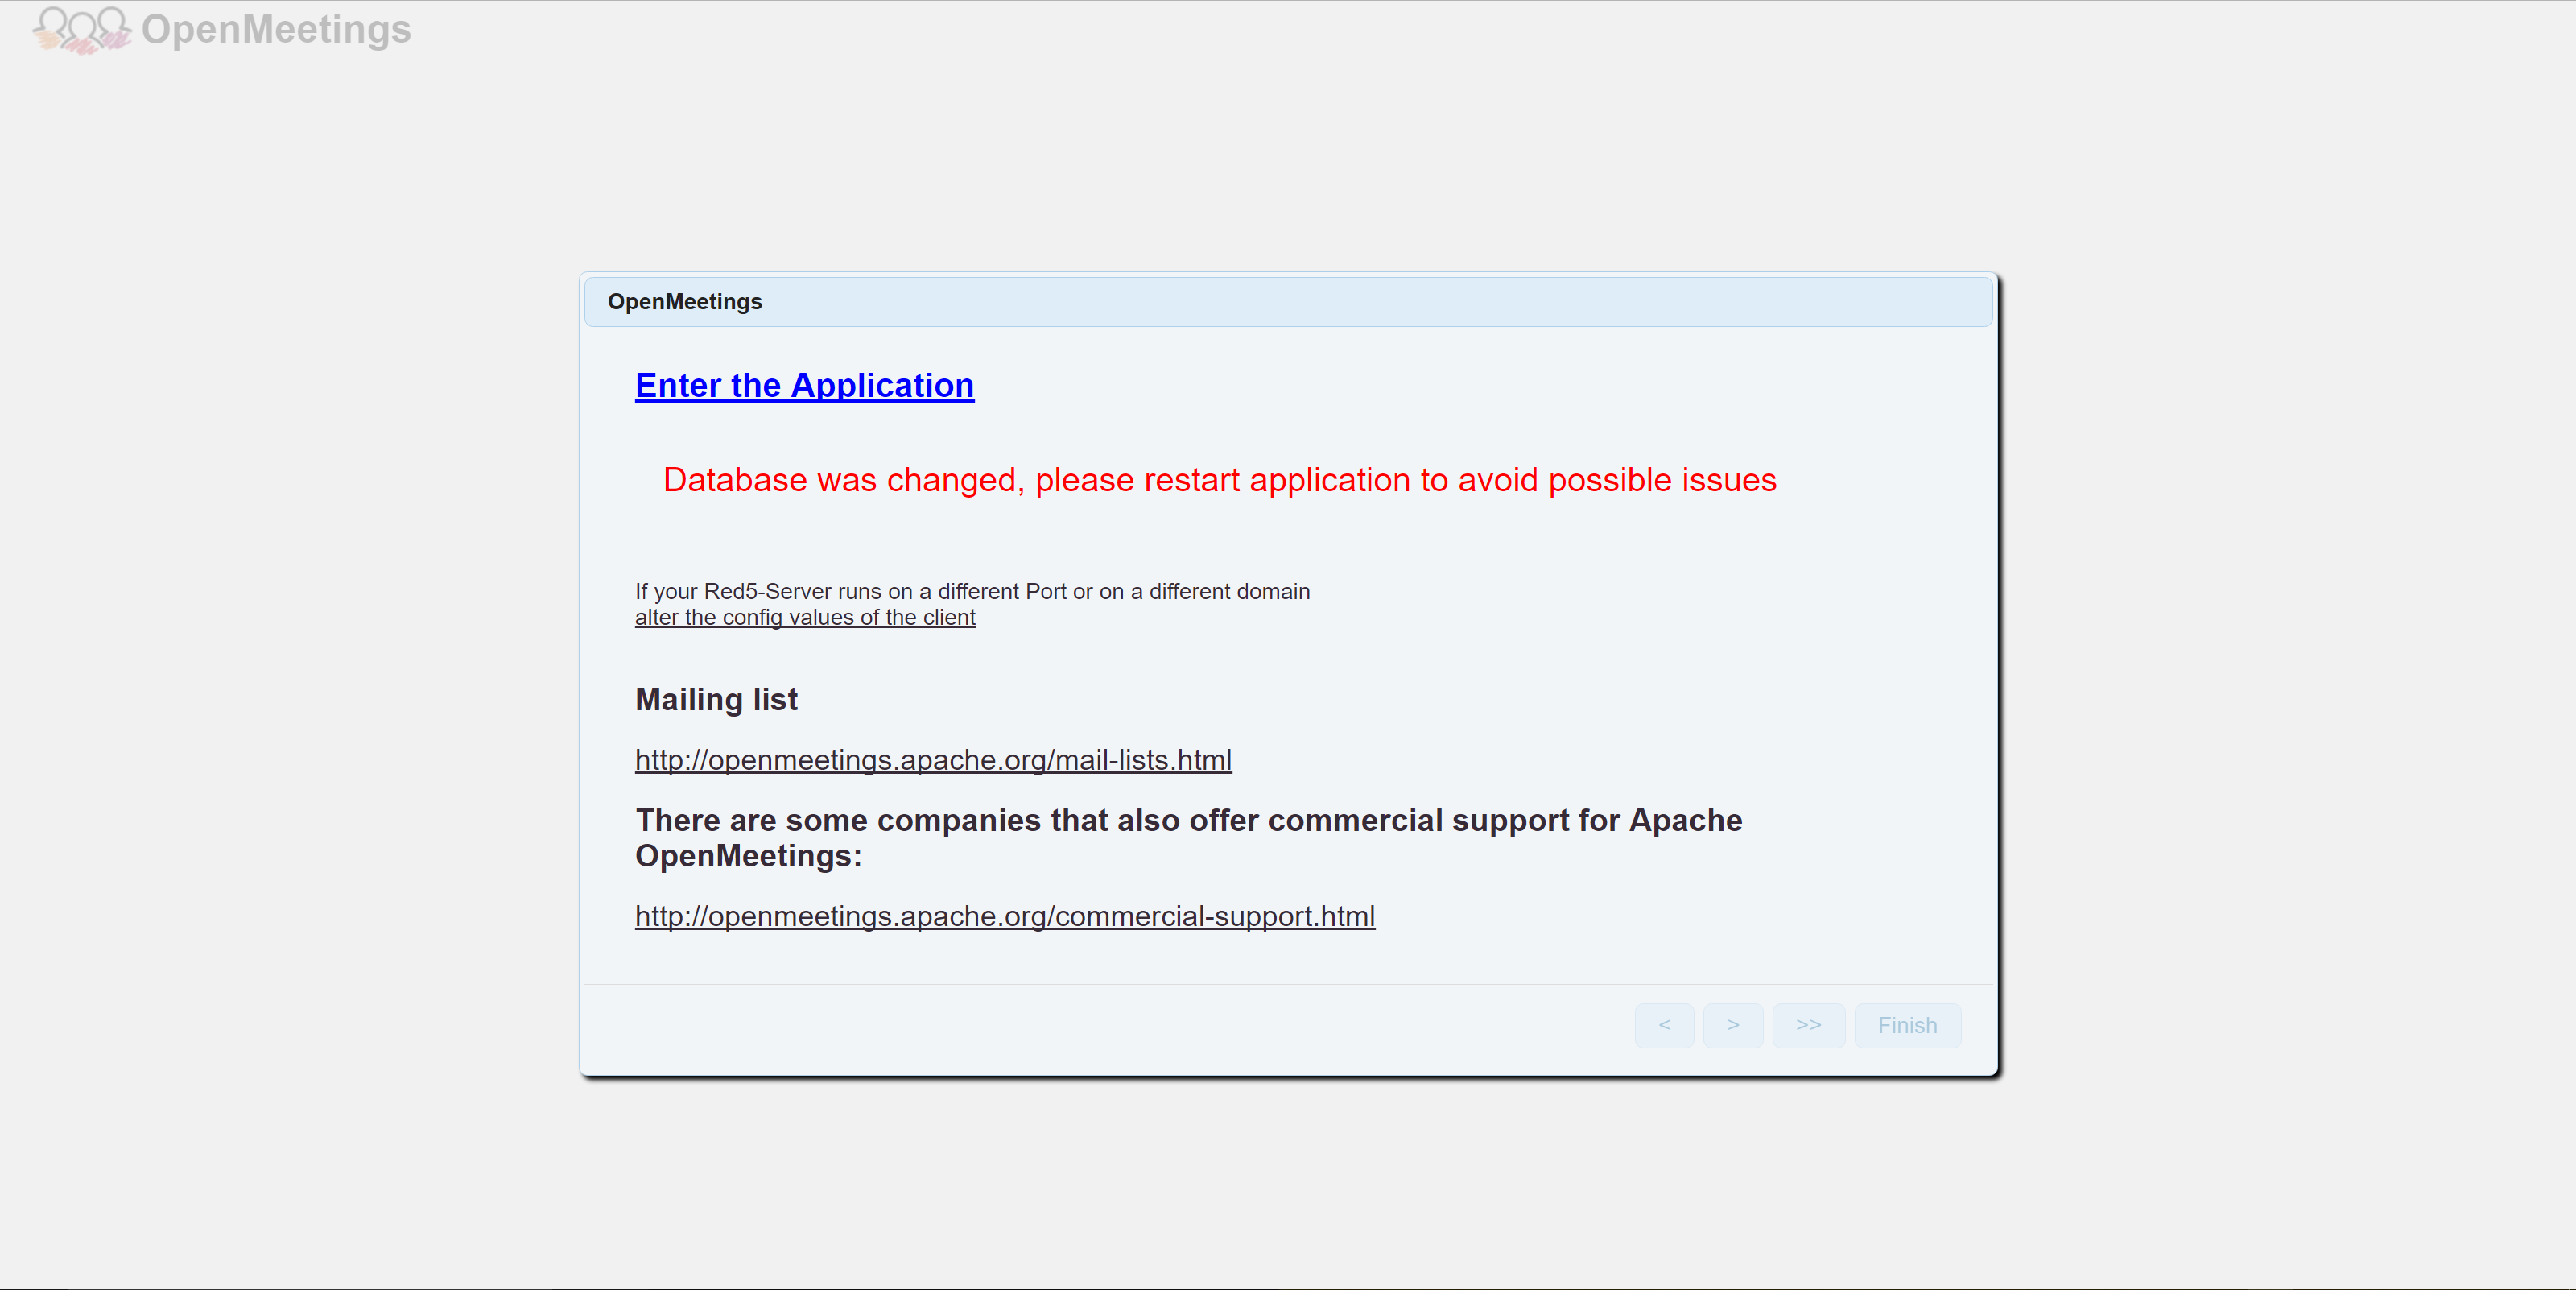 OpenMeetings
OpenMeetings
Enter the Application
Database was changed, please restart application to avoid possible issues
If your Red5-Server runs on a different Port or on a different domain
alter the config values of the client
Mailing list
http://openmeetings.apache.org/mail-lists.html
There are some companies that also offer commercial support for Apache
OpenMeetings:
http://openmeetings.apache.org/commercial-support.html
< > >> Finish